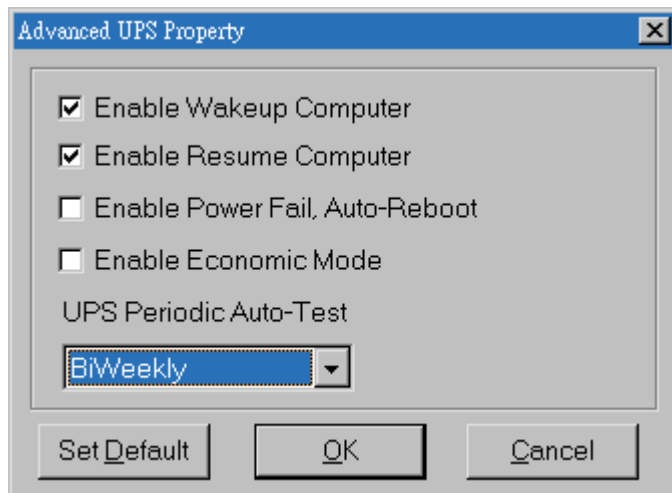 Advanced UPS Property
Enable Wakeup Computer
Enable Resume Computer
Enable Power Fail, Auto-Reboot
Enable Economic Mode
UPS Periodic Auto-Test
BiWeekly
Set Default OK Cancel